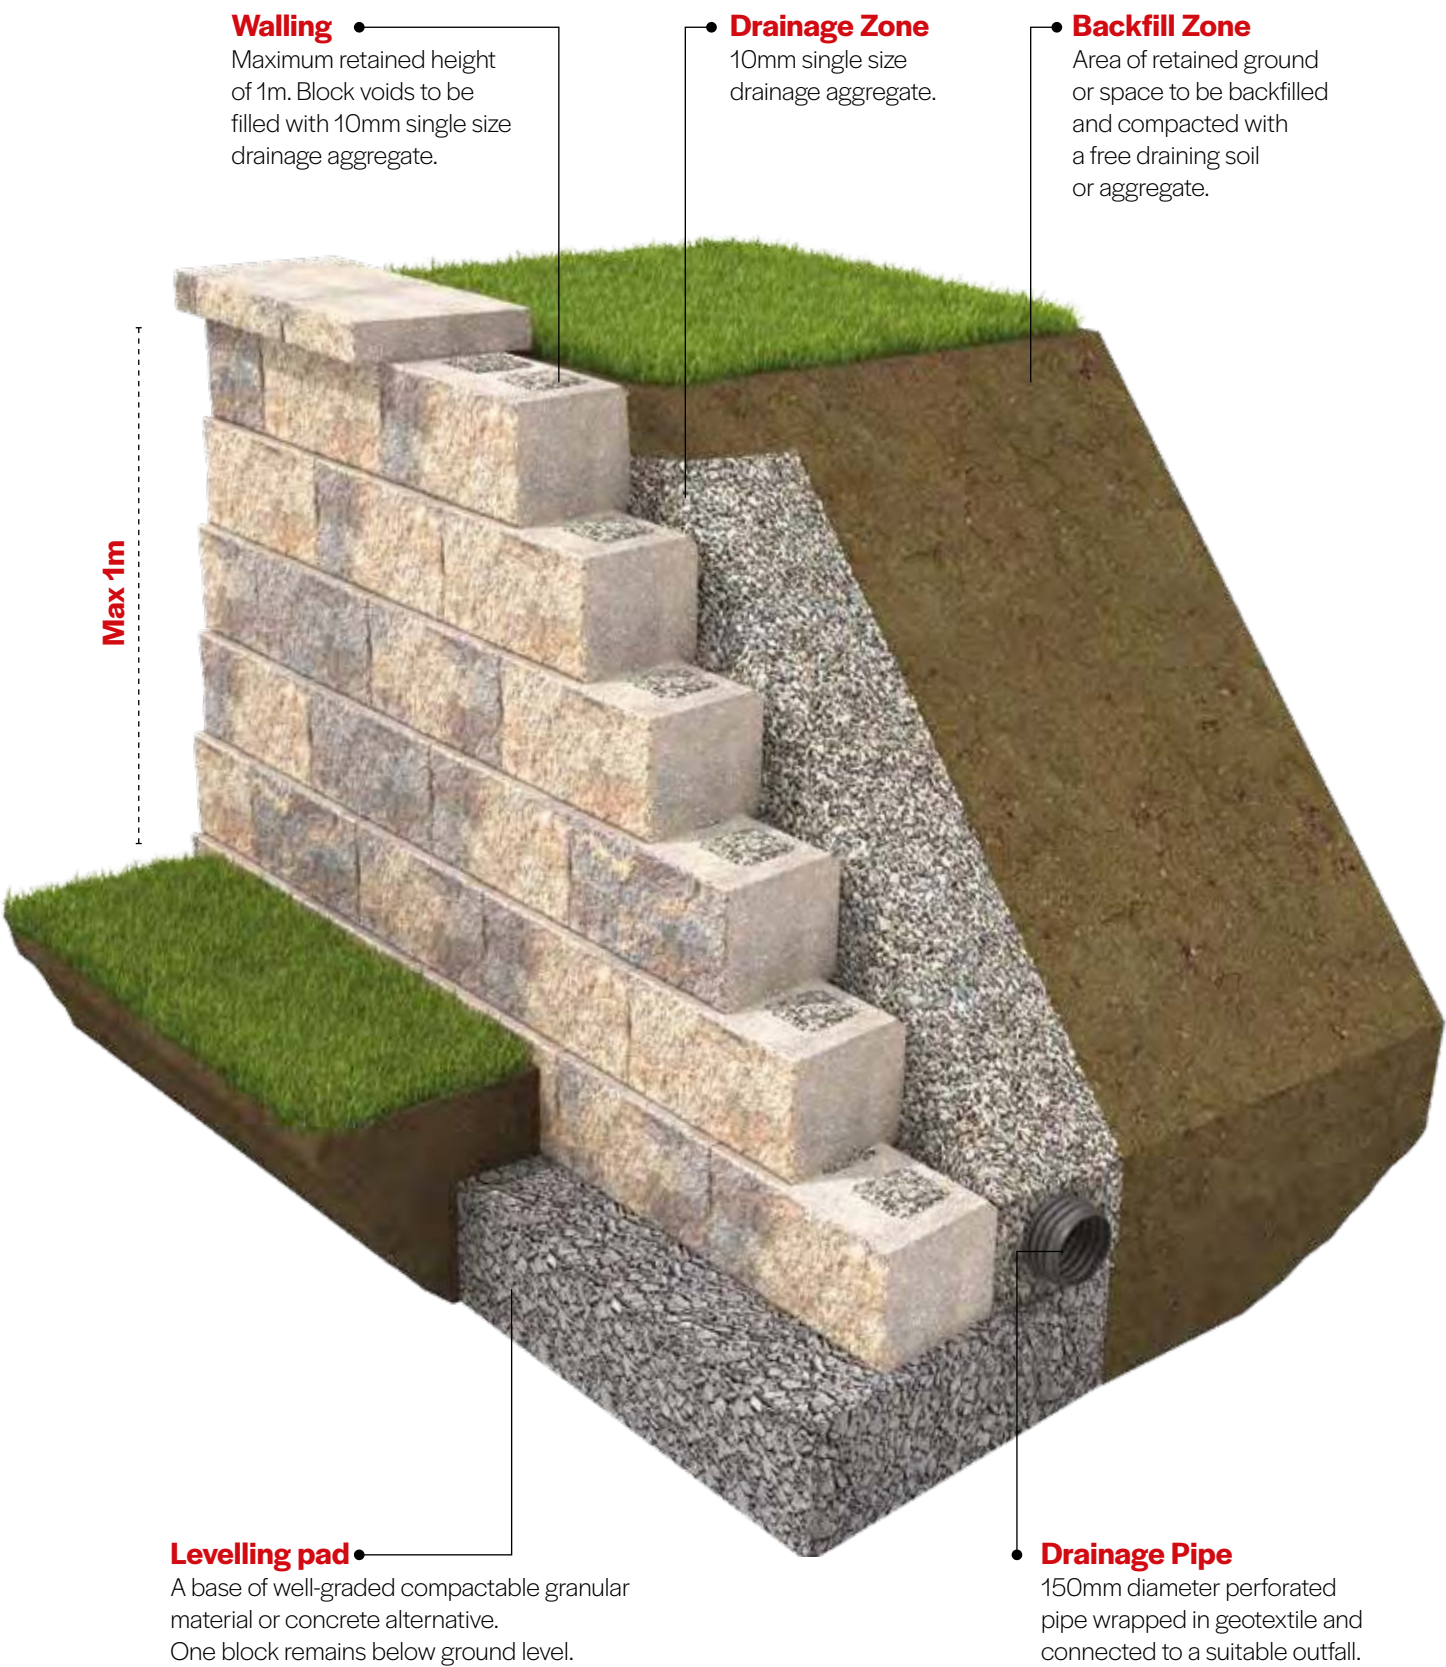 Walling
Maximum retained height
of 1m. Block voids to be
filled with 10mm single size
drainage aggregate.
Drainage Zone
10mm single size
drainage aggregate.
Backfill Zone
Area of retained ground
or space to be backfilled
and compacted with
a free draining soil
or aggregate.
Max 1m
Levelling pad
A base of well-graded compactable granular
material or concrete alternative.
One block remains below ground level.
Drainage Pipe
150mm diameter perforated
pipe wrapped in geotextile and
connected to a suitable outfall.